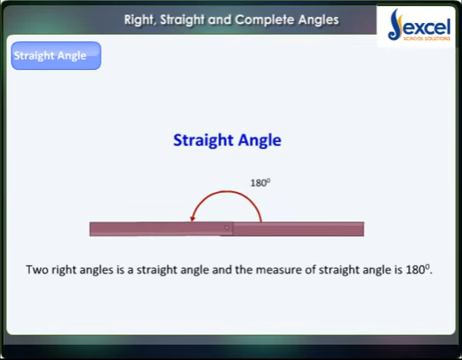 Right, Straight and Complete Angles
excel
SCHOOL SOLUTIONS
Straight Angle
Straight Angle
180⁰
Two right angles is a straight angle and the measure of straight angle is 180⁰.